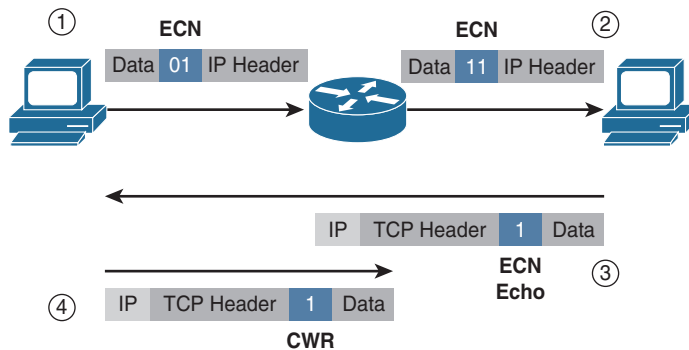 1 ECN ECN 2
Data 01 IP Header Data 11 IP Header
IP TCP Header 1 Data
ECN 3
Echo
4 IP TCP Header 1 Data
CWR